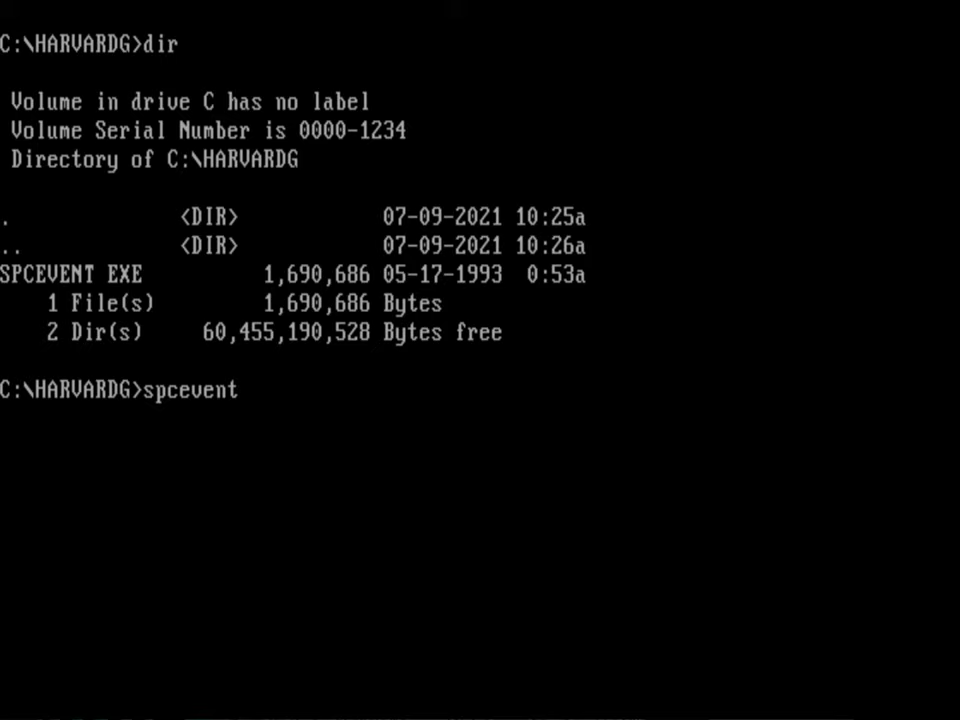 C:\HARVARDG>dir
Volume in drive C has no label
Volume Serial Number is 0000-1234
Directory of C:\HARVARDG
. <DIR> 07-09-2021 10:25a
.. <DIR> 07-09-2021 10:26a
SPCEVENT EXE 1,690,686 05-17-1993 0:53a
1 File(s) 1,690,686 Bytes
2 Dir(s) 60,455,190,528 Bytes free
C:\HARVARDG>spcevent